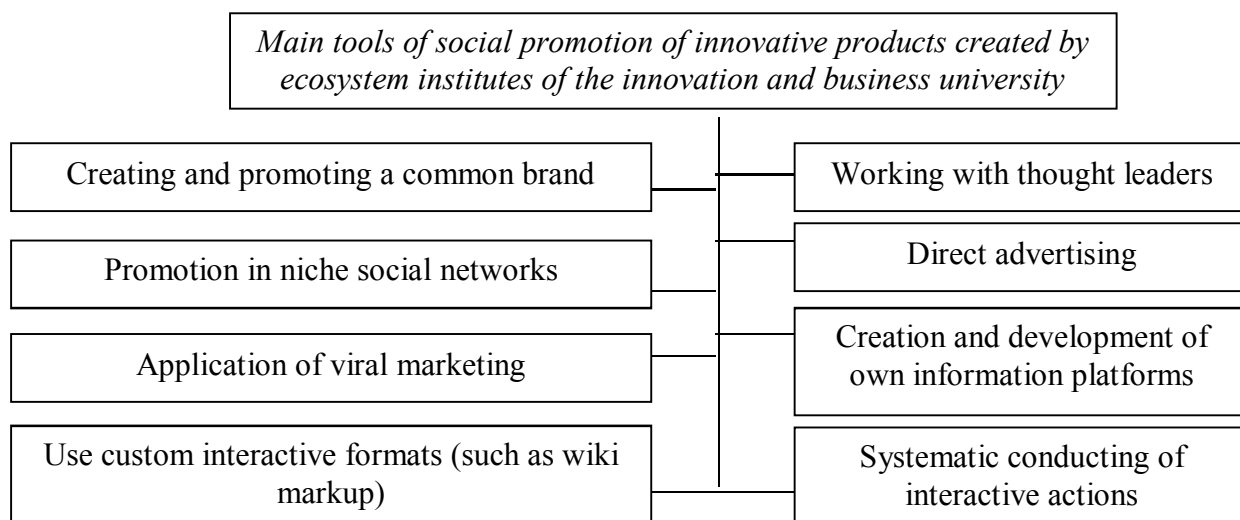 Main tools of social promotion of innovative products created by
ecosystem institutes of the innovation and business university
Creating and promoting a common brand
Working with thought leaders
Promotion in niche social networks
Direct advertising
Application of viral marketing
Creation and development of
own information platforms
Use custom interactive formats (such as wiki
markup)
Systematic conducting of
interactive actions